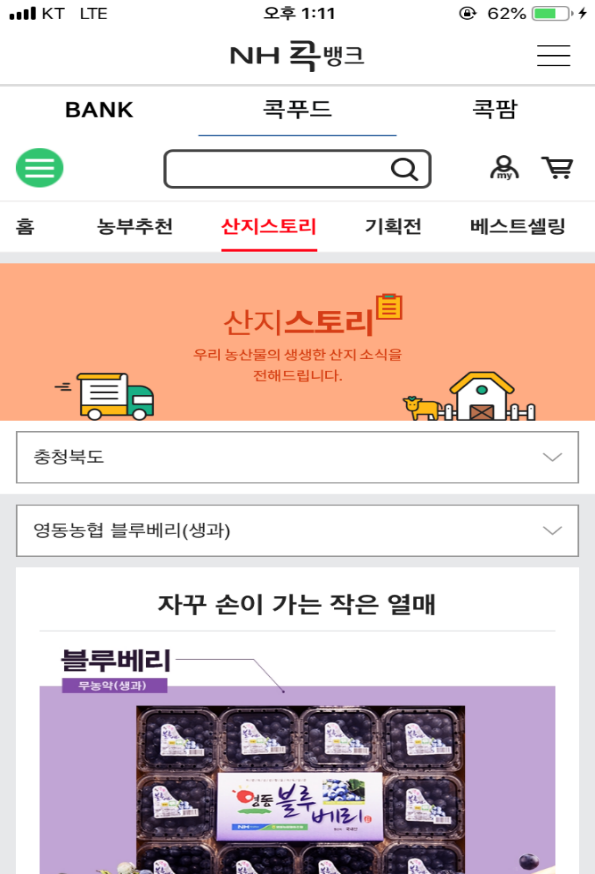 KT LTE 오후 1:11 62%
NH 콕뱅크
BANK 콕푸드 콕팜
my
홈 농부추천 산지스토리 기획전 베스트셀링
산지스토리
우리 농산물의 생생한 산지 소식을
전해드립니다.
충청북도
영동농협 블루베리(생과)
자꾸 손이 가는 작은 열매
블루베리
무농약(생과)
영동 블루베리
NH